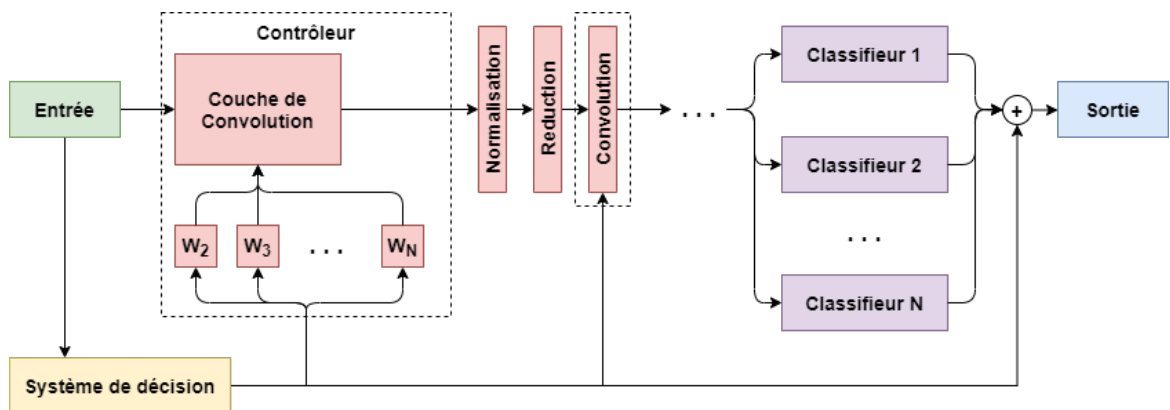 Contrôleur
Entrée
Couche de
Convolution
W2
W3
. . .
WN
Normalisation
Reduction
Convolution
. . .
Classifieur 1
Classifieur 2
. . .
Classifieur N
+
Sortie
Système de décision